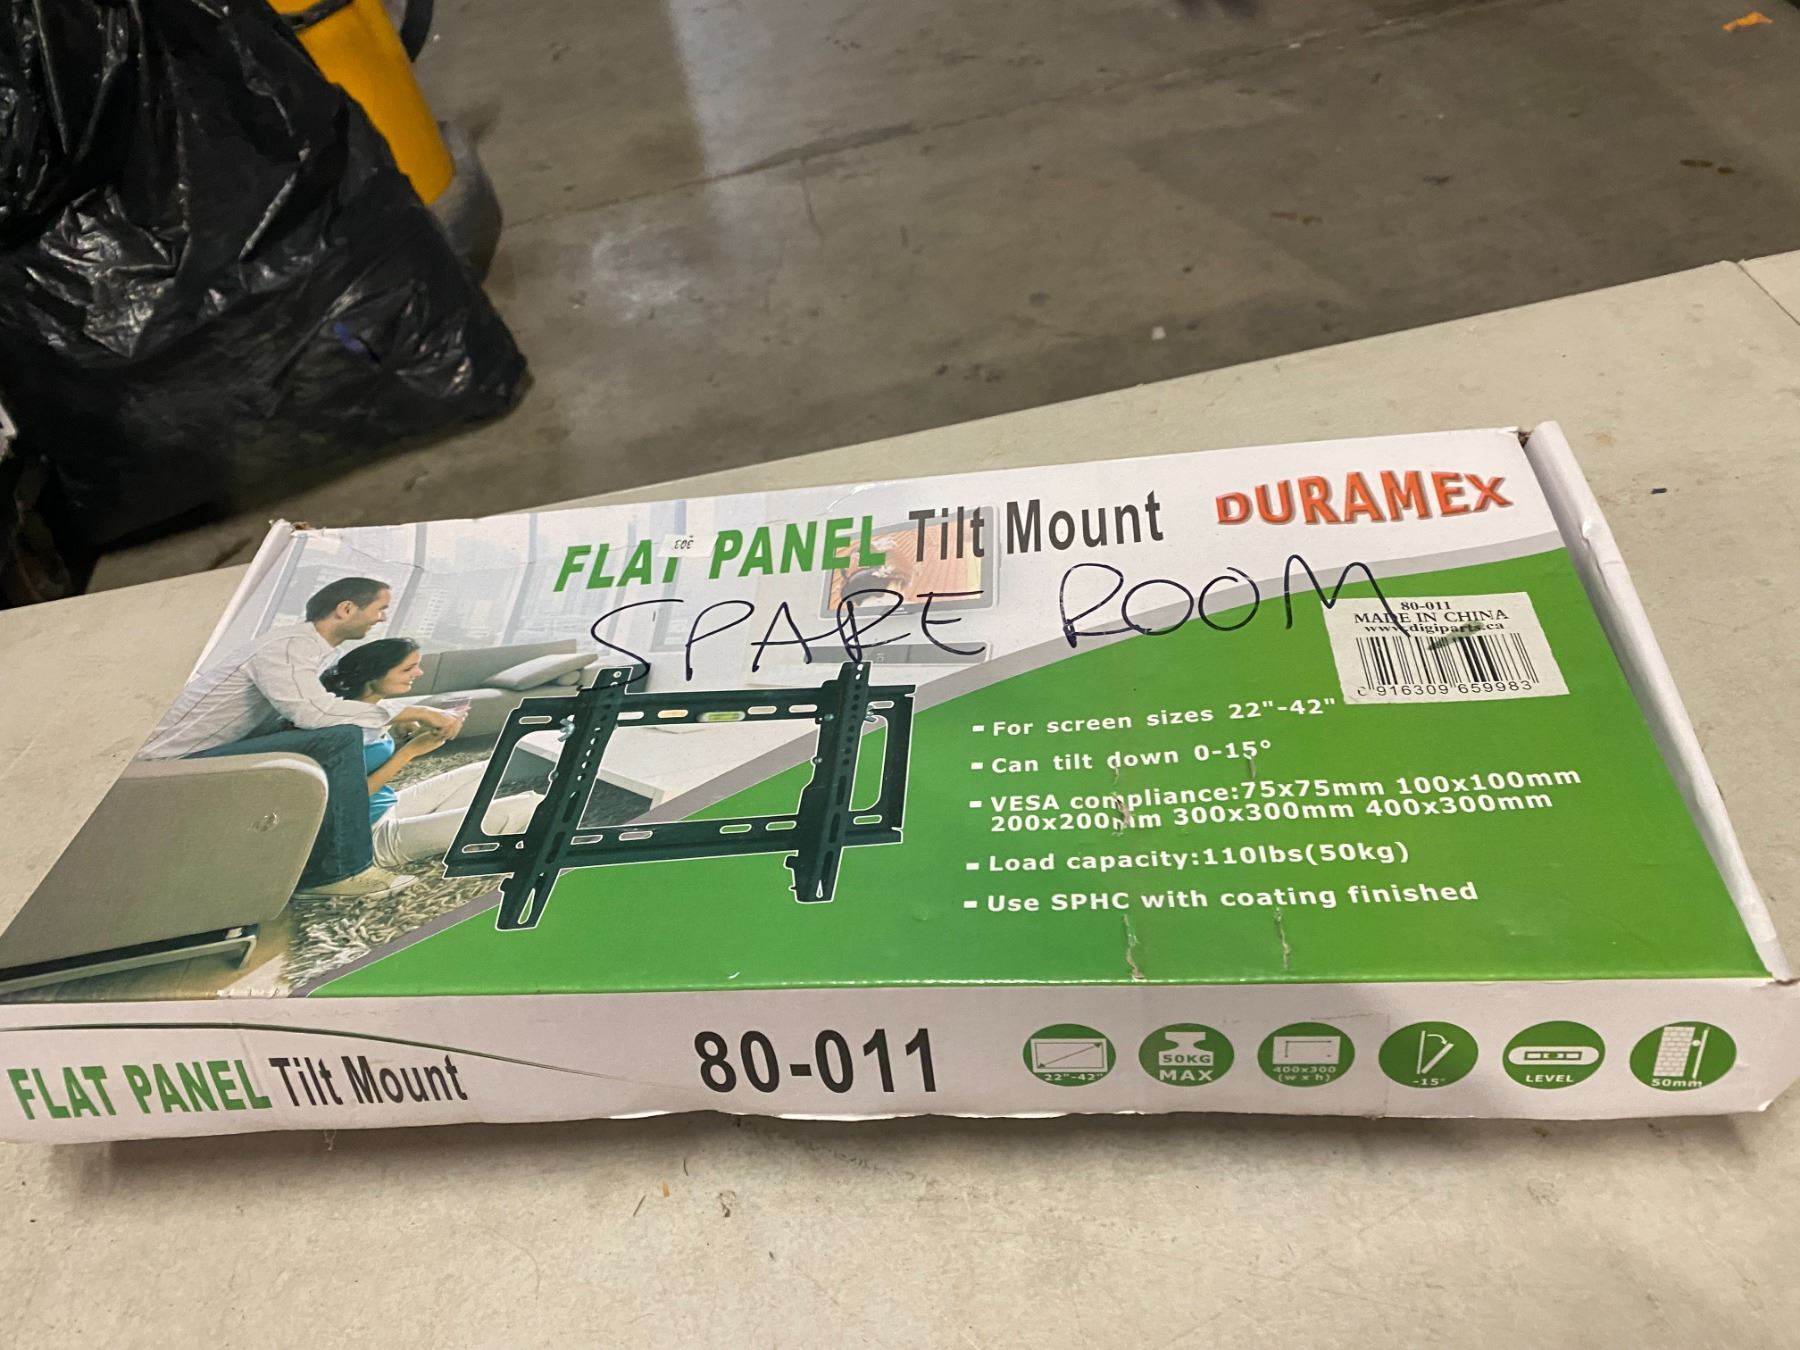 FLAT PANEL Tilt Mount
DURAMEX
303
SPARE ROOM
80-011
MADE IN CHINA
www.digiparts.ca
916309 659983
- For screen sizes 22"-42"
- Can tilt down 0-15°
- VESA compliance:75x75mm 100x100mm
200x200mm 300x300mm 400x300mm
- Load capacity:110lbs(50kg)
- Use SPHC with coating finished
FLAT PANEL Tilt Mount
80-011
22"-42"
50KG
MAX
400x300
(w x h)
-15°
LEVEL
50mm